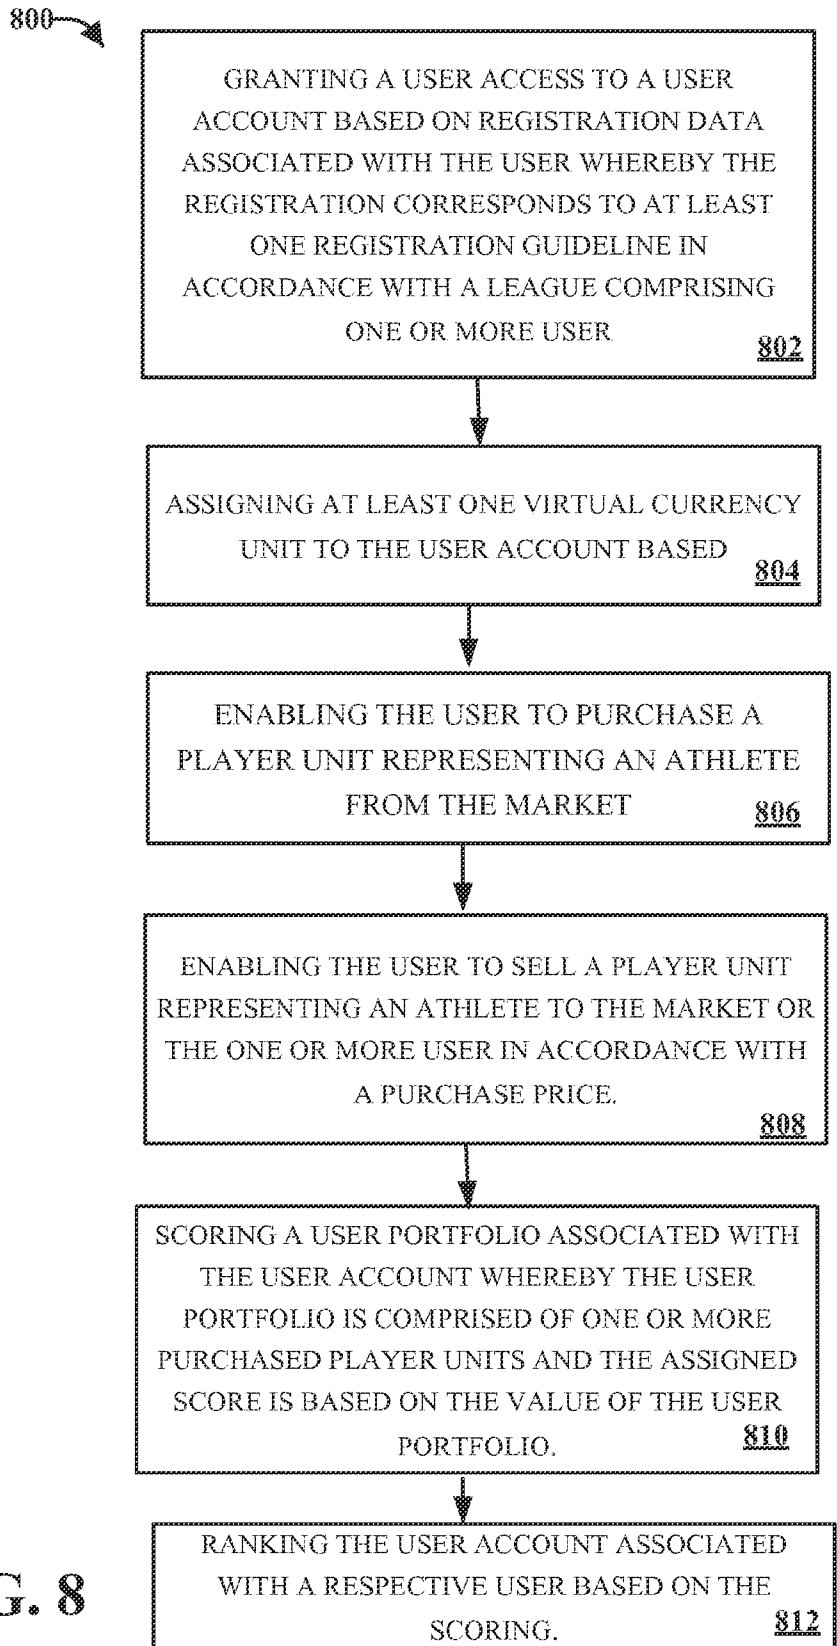 800
GRANTING A USER ACCESS TO A USER
ACCOUNT BASED ON REGISTRATION DATA
ASSOCIATED WITH THE USER WHEREBY THE
REGISTRATION CORRESPONDS TO AT LEAST
ONE REGISTRATION GUIDELINE IN
ACCORDANCE WITH A LEAGUE COMPRISING
ONE OR MORE USER
802
ASSIGNING AT LEAST ONE VIRTUAL CURRENCY
UNIT TO THE USER ACCOUNT BASED
804
ENABLING THE USER TO PURCHASE A
PLAYER UNIT REPRESENTING AN ATHLETE
FROM THE MARKET
806
ENABLING THE USER TO SELL A PLAYER UNIT
REPRESENTING AN ATHLETE TO THE MARKET OR
THE ONE OR MORE USER IN ACCORDANCE WITH
A PURCHASE PRICE.
808
SCORING A USER PORTFOLIO ASSOCIATED WITH
THE USER ACCOUNT WHEREBY THE USER
PORTFOLIO IS COMPRISED OF ONE OR MORE
PURCHASED PLAYER UNITS AND THE ASSIGNED
SCORE IS BASED ON THE VALUE OF THE USER
PORTFOLIO.
810
RANKING THE USER ACCOUNT ASSOCIATED
WITH A RESPECTIVE USER BASED ON THE
SCORING.
812
G. 8